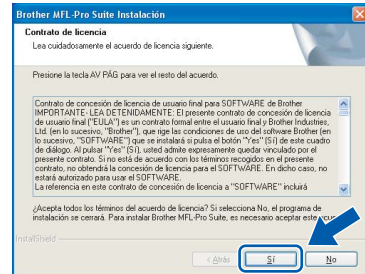 Brother MFL-Pro Suite Instalación
Contrato de licencia
Lea cuidadosamente el acuerdo de licencia siguiente.
Presione la tecla AV PÁG para ver el resto del acuerdo.
Contrato de concesión de licencia de usuario final para SOFTWARE de Brother
IMPORTANTE- LEA DETENIDAMENTE: El presente contrato de concesión de licencia
de usuario final ("EULA") es un contrato formal entre el usuario final y Brother Industries,
Ltd. (en lo sucesivo, "Brother"), que rige las condiciones de uso del software Brother (en
lo sucesivo, "SOFTWARE") que se instalará si pulsa el botón "Yes" (Sí) de este cuadro
de diálogo. Al pulsar "Yes" (Sí), usted admite expresamente quedar vinculado por el
presente contrato. Si no está de acuerdo con los términos recogidos en el presente
contrato, no obtendrá la concesión de licencia para el SOFTWARE. En dicho caso, no
estará autorizado para usar el SOFTWARE.
La referencia en este contrato de concesión de licencia a "SOFTWARE" incluirá
¿Acepta todos los términos del acuerdo de licencia? Si selecciona No, el programa de
instalación se cerrará. Para instalar Brother MFL-Pro Suite, es necesario aceptar este
InstallShield
< Atrás
Sí
No